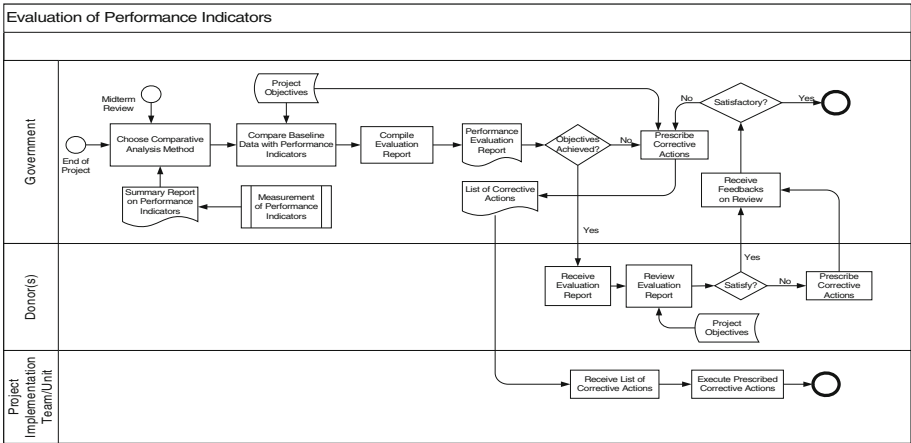 Evaluation of Performance Indicators
Government
Midterm
Review
End of
Project
Choose Comparative
Analysis Method
Project
Objectives
Compare Baseline
Data with Performance
Indicators
Compile
Evaluation
Report
Performance
Evaluation
Report
Objectives
Achieved?
No
Prescribe
Corrective
Actions
No
Satisfactory?
Yes
Summary Report
on Performance
Indicators
Measurement
of Performance
Indicators
List of Corrective
Actions
Receive
Feedbacks
on Review
Yes
Donor(s)
Receive
Evaluation
Report
Review
Evaluation
Report
Satisfy?
Yes
No
Prescribe
Corrective
Actions
Project
Objectives
Project
Implementation
Team/Unit
Receive List of
Corrective Actions
Execute Prescribed
Corrective Actions